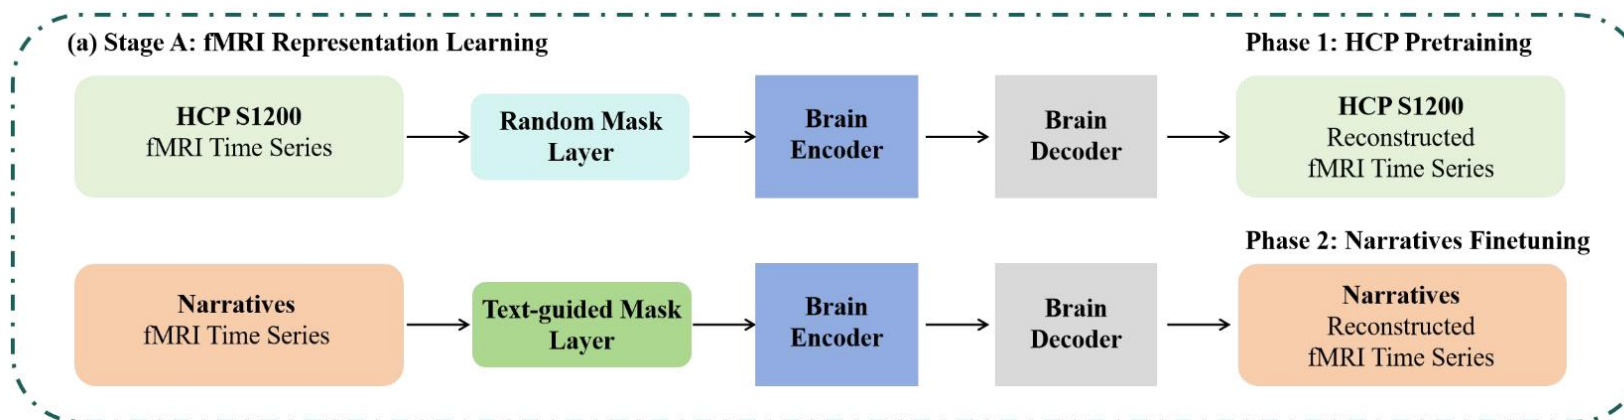 (a) Stage A: fMRI Representation Learning
Phase 1: HCP Pretraining
HCP S1200
fMRI Time Series
Random Mask
Layer
Brain
Encoder
Brain
Decoder
HCP S1200
Reconstructed
fMRI Time Series
Phase 2: Narratives Finetuning
Narratives
fMRI Time Series
Text-guided Mask
Layer
Brain
Encoder
Brain
Decoder
Narratives
Reconstructed
fMRI Time Series